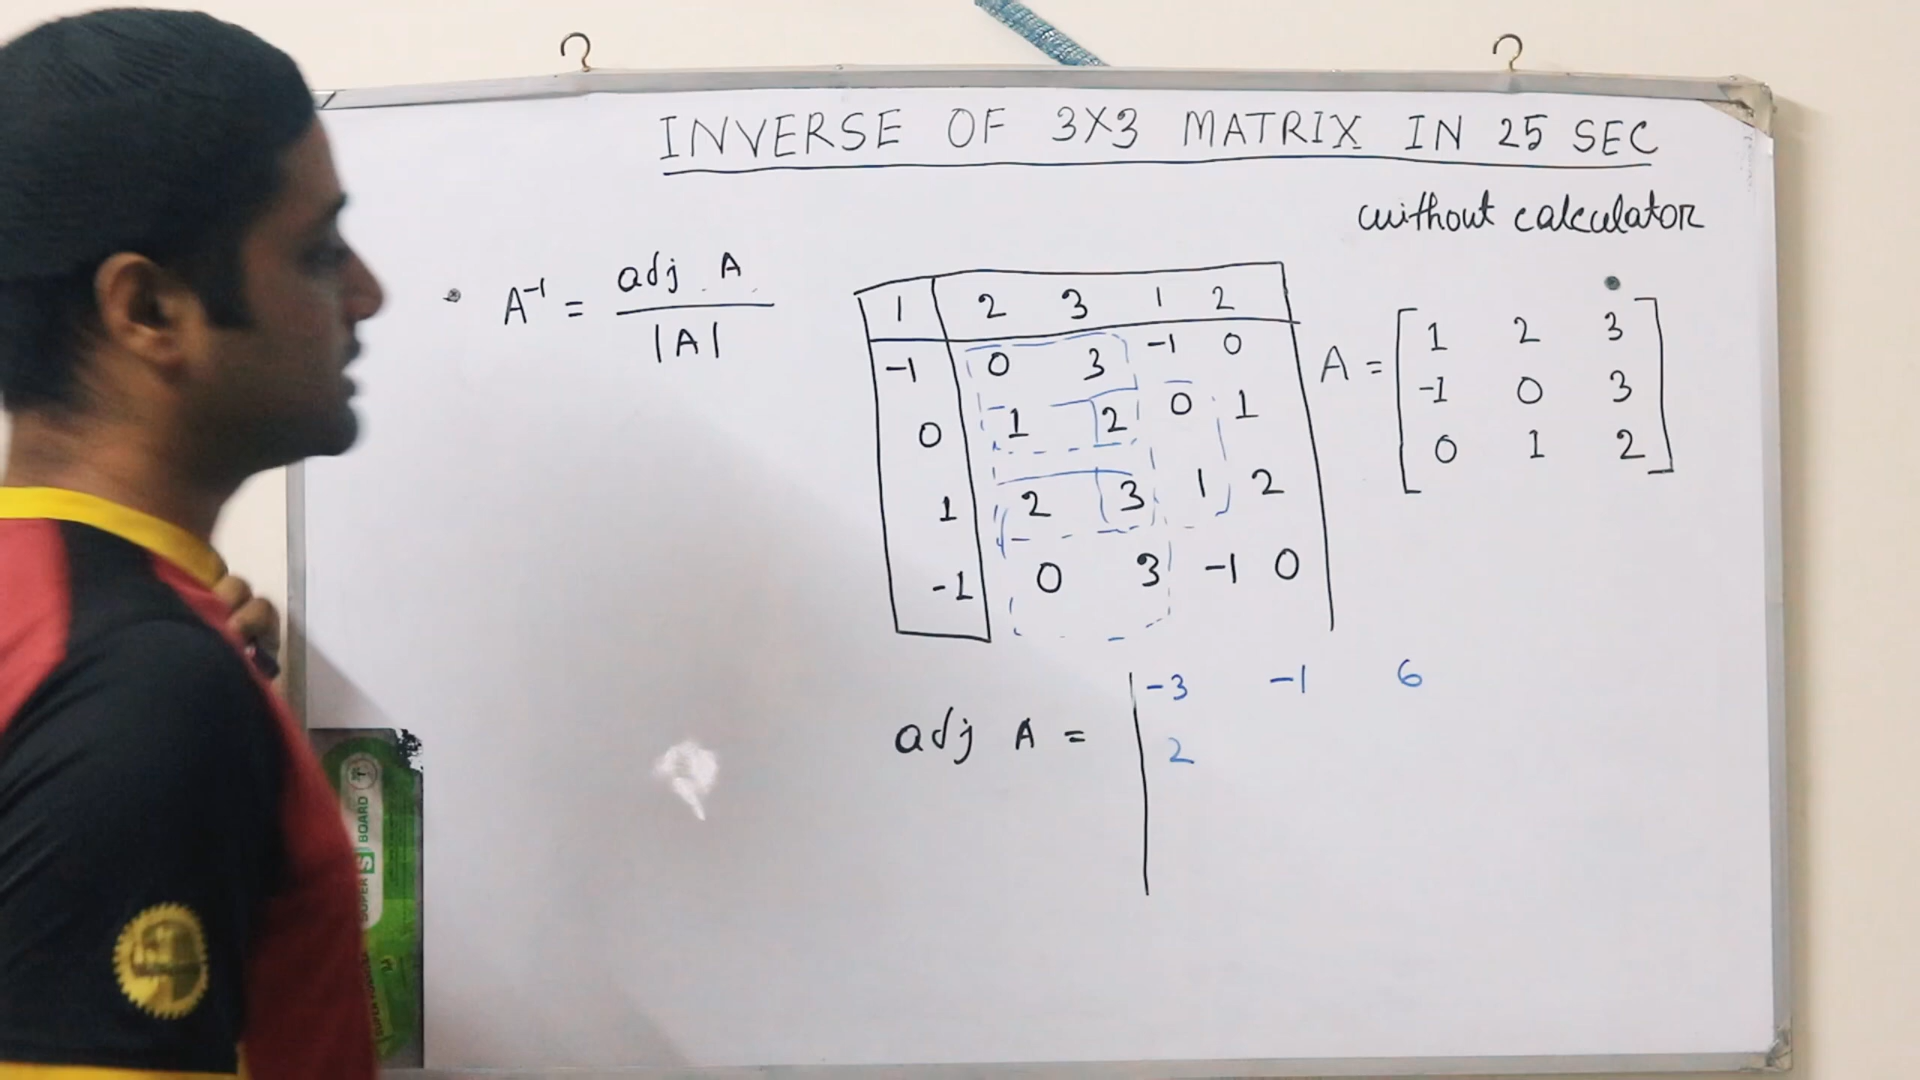 INVERSE OF 3X3 MATRIX IN 25 SEC
without calculator
• A⁻¹ = adj A / |A|
1 2 3 1 2
-1 0 3 -1 0
0 1 2 0 1
1 2 3 1 2
-1 0 3 -1 0
A = [1 2 3
-1 0 3
0 1 2]
adj A = | -3 -1 6
2
SUPER S BOARD